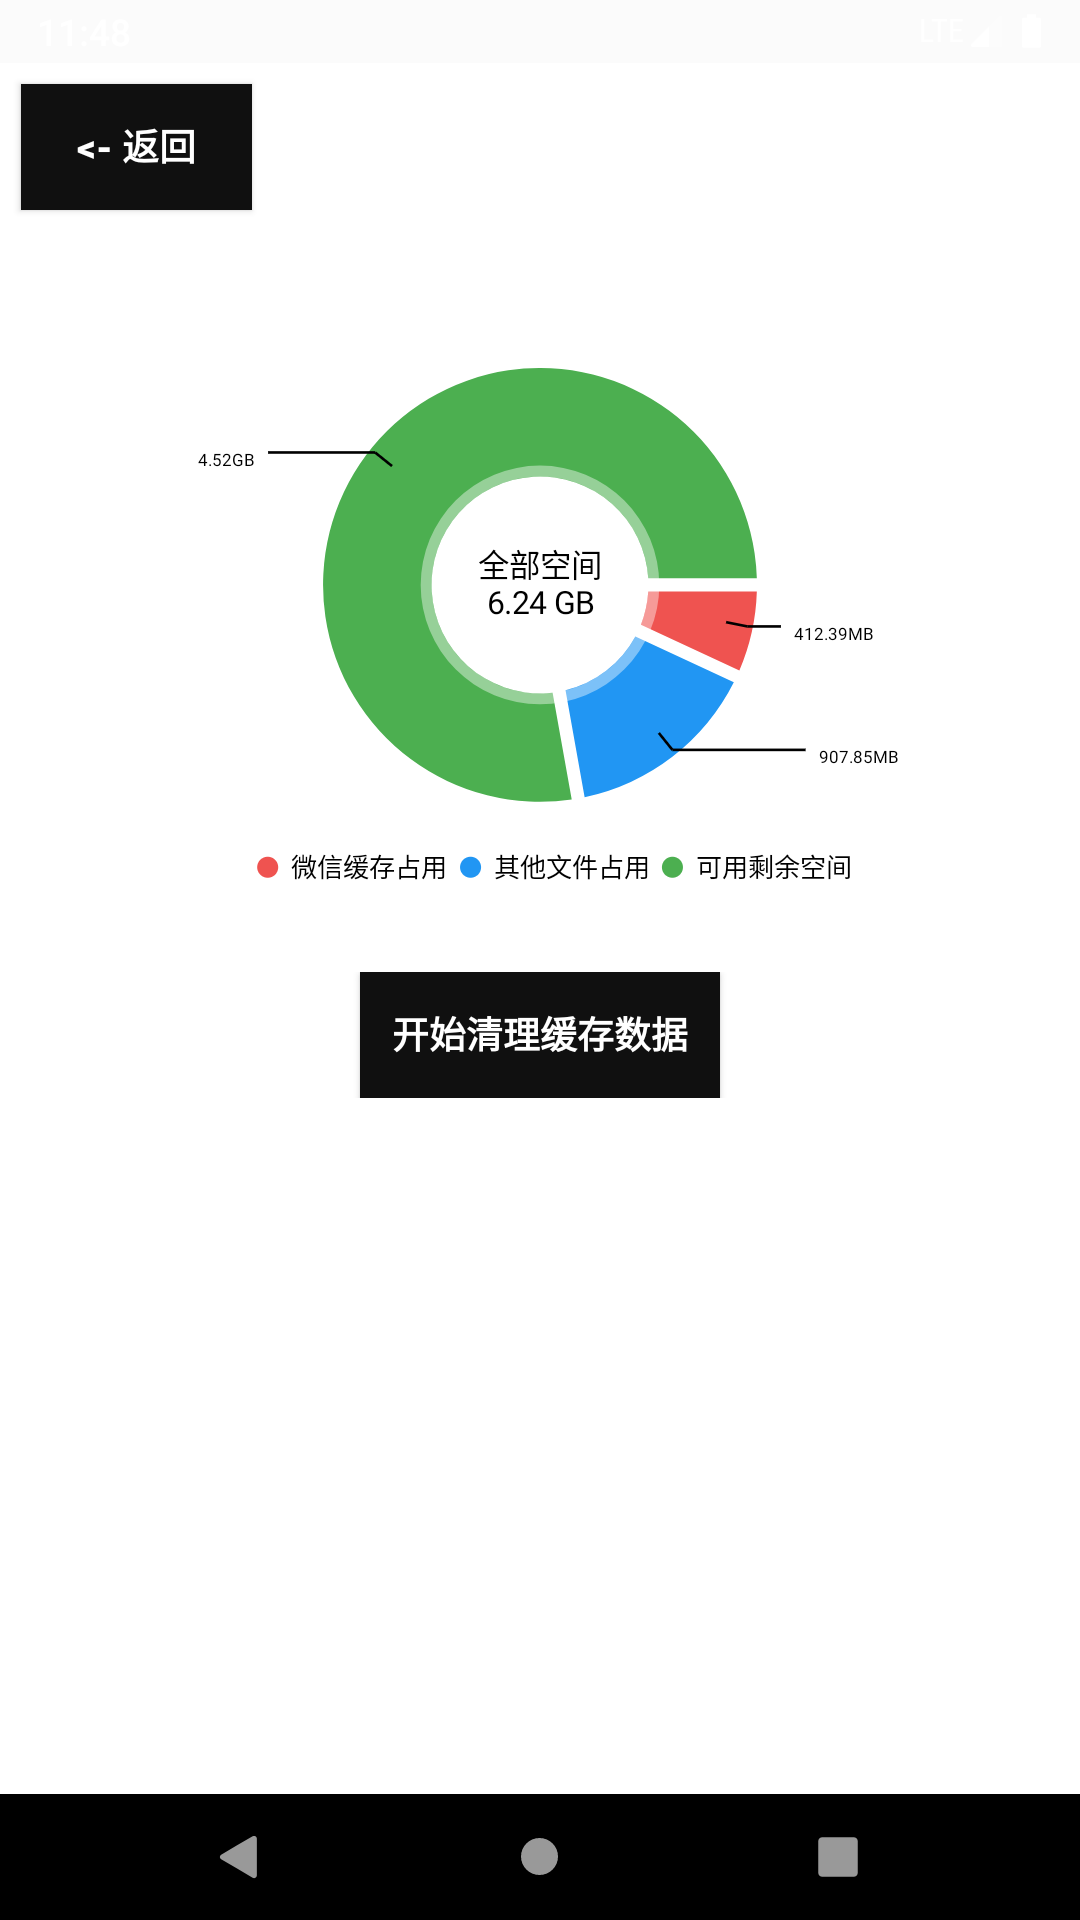 11:48
LTE
<- 返回
4.52GB
全部空间
6.24 GB
412.39MB
907.85MB
微信缓存占用 其他文件占用 可用剩余空间
开始清理缓存数据